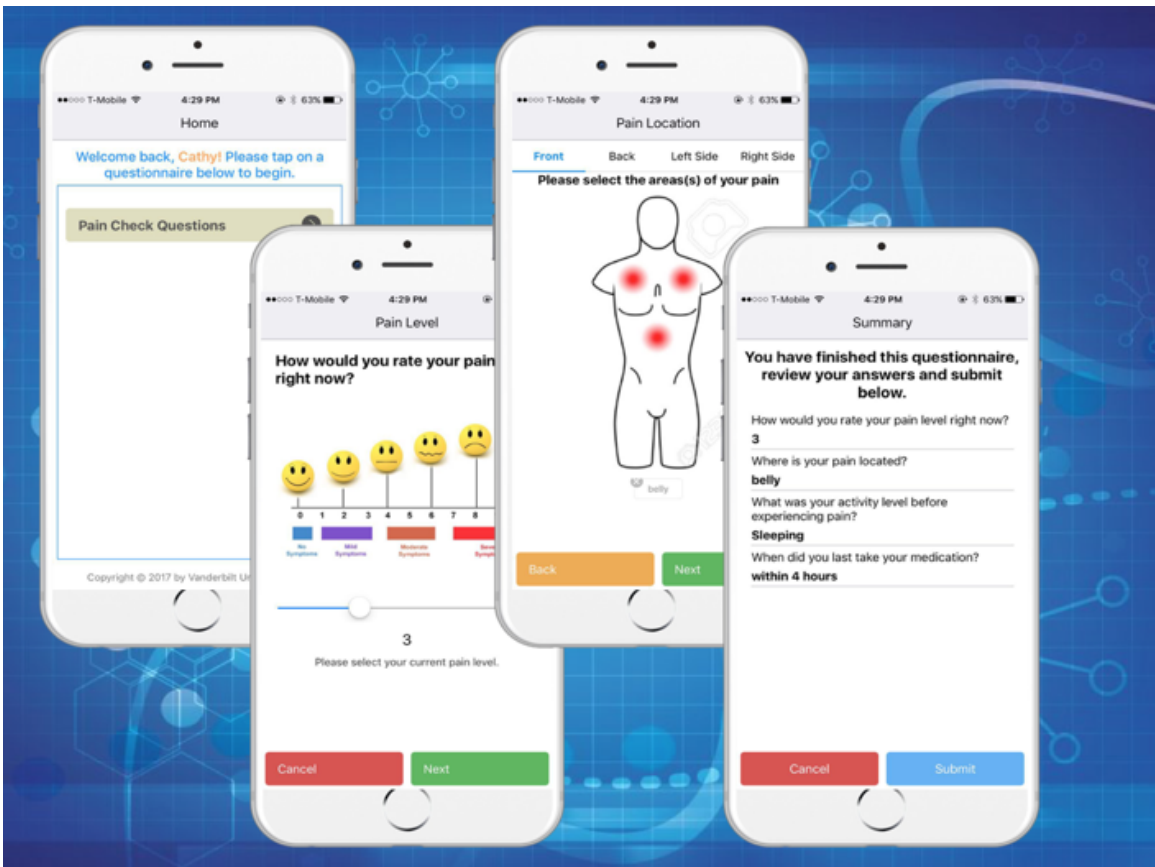 ●●○○○ T-Mobile 4:29 PM 63%
Home
Welcome back, Cathy! Please tap on a
questionnaire below to begin.
Pain Check Questions
Copyright © 2017 by Vanderbilt
●●○○○ T-Mobile 4:29 PM
Pain Level
How would you rate your pain
right now?
0 1 2 3 4 5 6 7 8
No Mild Moderate
Symptoms Symptoms Symptoms
3
Please select your current pain level.
Cancel Next
●●○○○ T-Mobile 4:29 PM 63%
Pain Location
Front Back Left Side Right Side
Please select the areas(s) of your pain
belly
Back Next
●●○○○ T-Mobile 4:29 PM 63%
Summary
You have finished this questionnaire,
review your answers and submit
below.
How would you rate your pain level right now?
3
Where is your pain located?
belly
What was your activity level before
experiencing pain?
Sleeping
When did you last take your medication?
within 4 hours
Cancel Submit